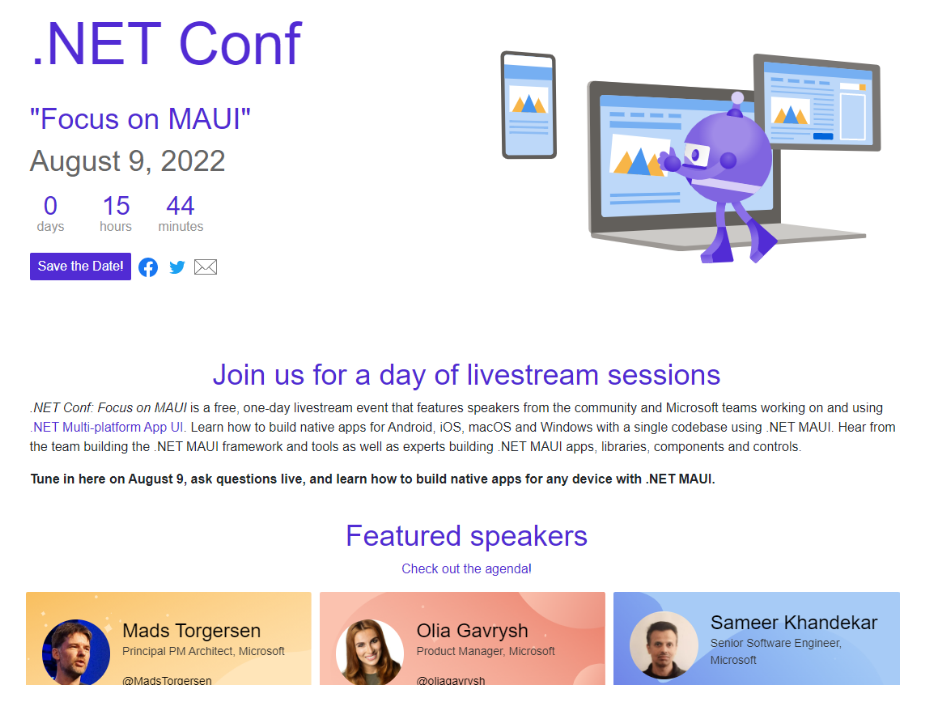 .NET Conf
"Focus on MAUI"
August 9, 2022
0 15 44
days hours minutes
Save the Date!
Join us for a day of livestream sessions
.NET Conf: Focus on MAUI is a free, one-day livestream event that features speakers from the community and Microsoft teams working on and using
.NET Multi-platform App UI. Learn how to build native apps for Android, iOS, macOS and Windows with a single codebase using .NET MAUI. Hear from
the team building the .NET MAUI framework and tools as well as experts building .NET MAUI apps, libraries, components and controls.
Tune in here on August 9, ask questions live, and learn how to build native apps for any device with .NET MAUI.
Featured speakers
Check out the agenda!
Mads Torgersen
Principal PM Architect, Microsoft
@MadsTorgersen
Olia Gavrysh
Product Manager, Microsoft
@oliagavrysh
Sameer Khandekar
Senior Software Engineer,
Microsoft